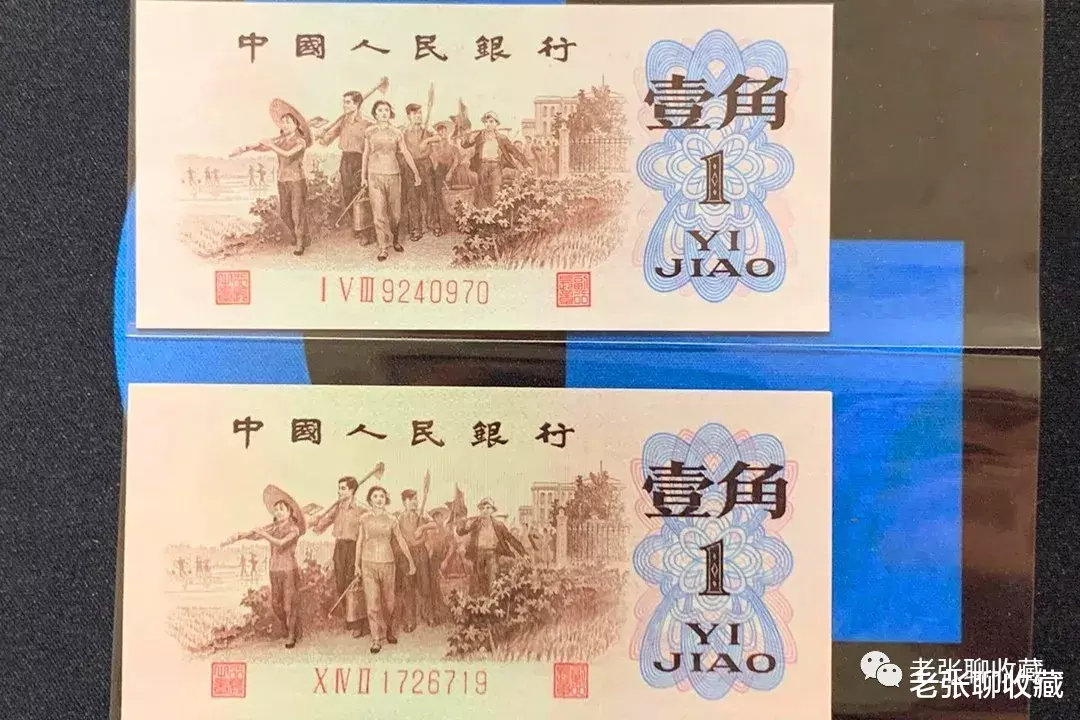 中國人民銀行
壹角
1
YI
JIAO
I V III 9240970
中國人民銀行
壹角
1
YI
JIAO
X IV II 1726719
老张聊收藏
老张聊收藏